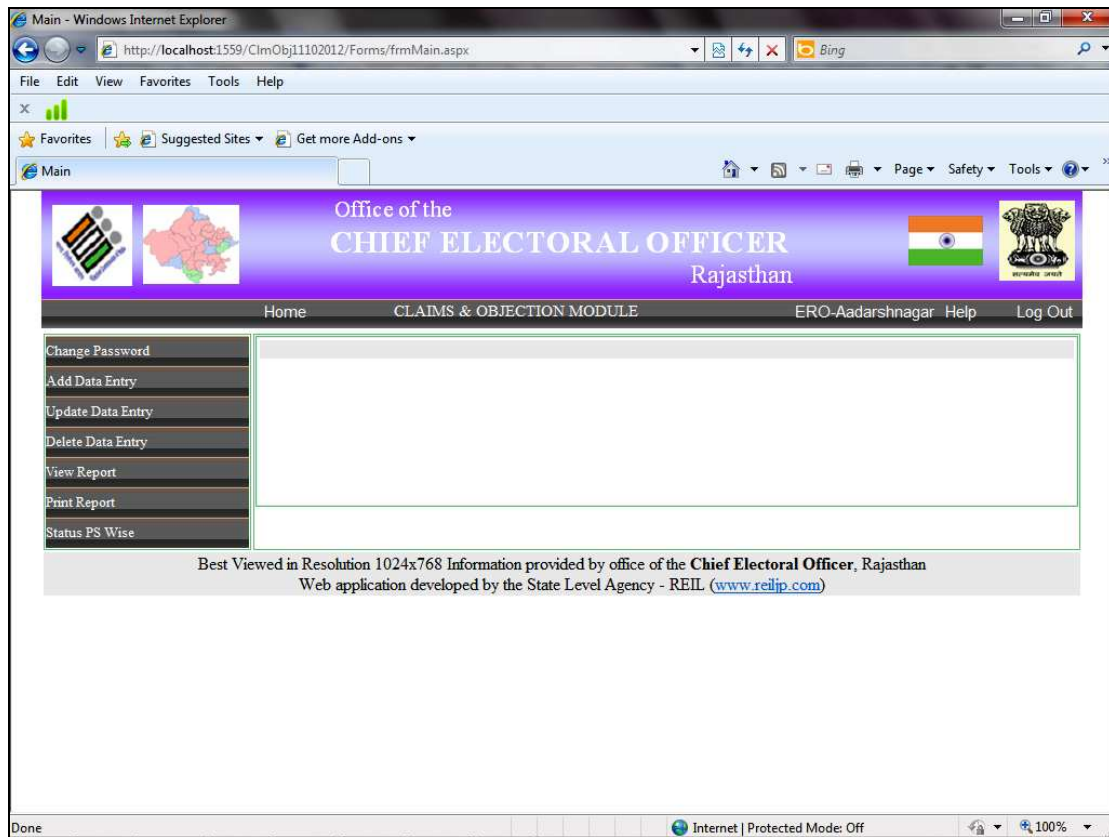 Main - Windows Internet Explorer
http://localhost:1559/ClmObj11102012/Forms/frmMain.aspx
Bing
File Edit View Favorites Tools Help
x
Favorites Suggested Sites Get more Add-ons
Main Page Safety Tools
Office of the
CHIEF ELECTORAL OFFICER
Rajasthan
सत्यमेव जयते
Home CLAIMS & OBJECTION MODULE ERO-Aadarshnagar Help Log Out
Change Password
Add Data Entry
Update Data Entry
Delete Data Entry
View Report
Print Report
Status PS Wise
Best Viewed in Resolution 1024x768 Information provided by office of the Chief Electoral Officer, Rajasthan
Web application developed by the State Level Agency - REIL (www.reiljp.com)
Done Internet | Protected Mode: Off 100%